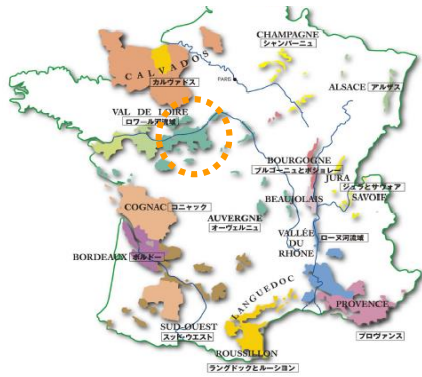 CHAMPAGNE
シャンパーニュ
CALVADOS
カルヴァドス
PARIS
ALSACE アルザス
VAL DE LOIRE
ロワール河流域
BOURGOGNE
ブルゴーニュとボジョレー
JURA
ジュラとサヴォア
SAVOIE
BEAUJOLAIS
COGNAC コニャック
AUVERGNE
オーヴェルニュ
VALLÉE
DU
RHÔNE
ローヌ河流域
BORDEAUX ボルドー
LANGUEDOC
PROVENCE
プロヴァンス
SUD-OUEST
スッド・ウエスト
ROUSSILLON
ラングドックとルーション